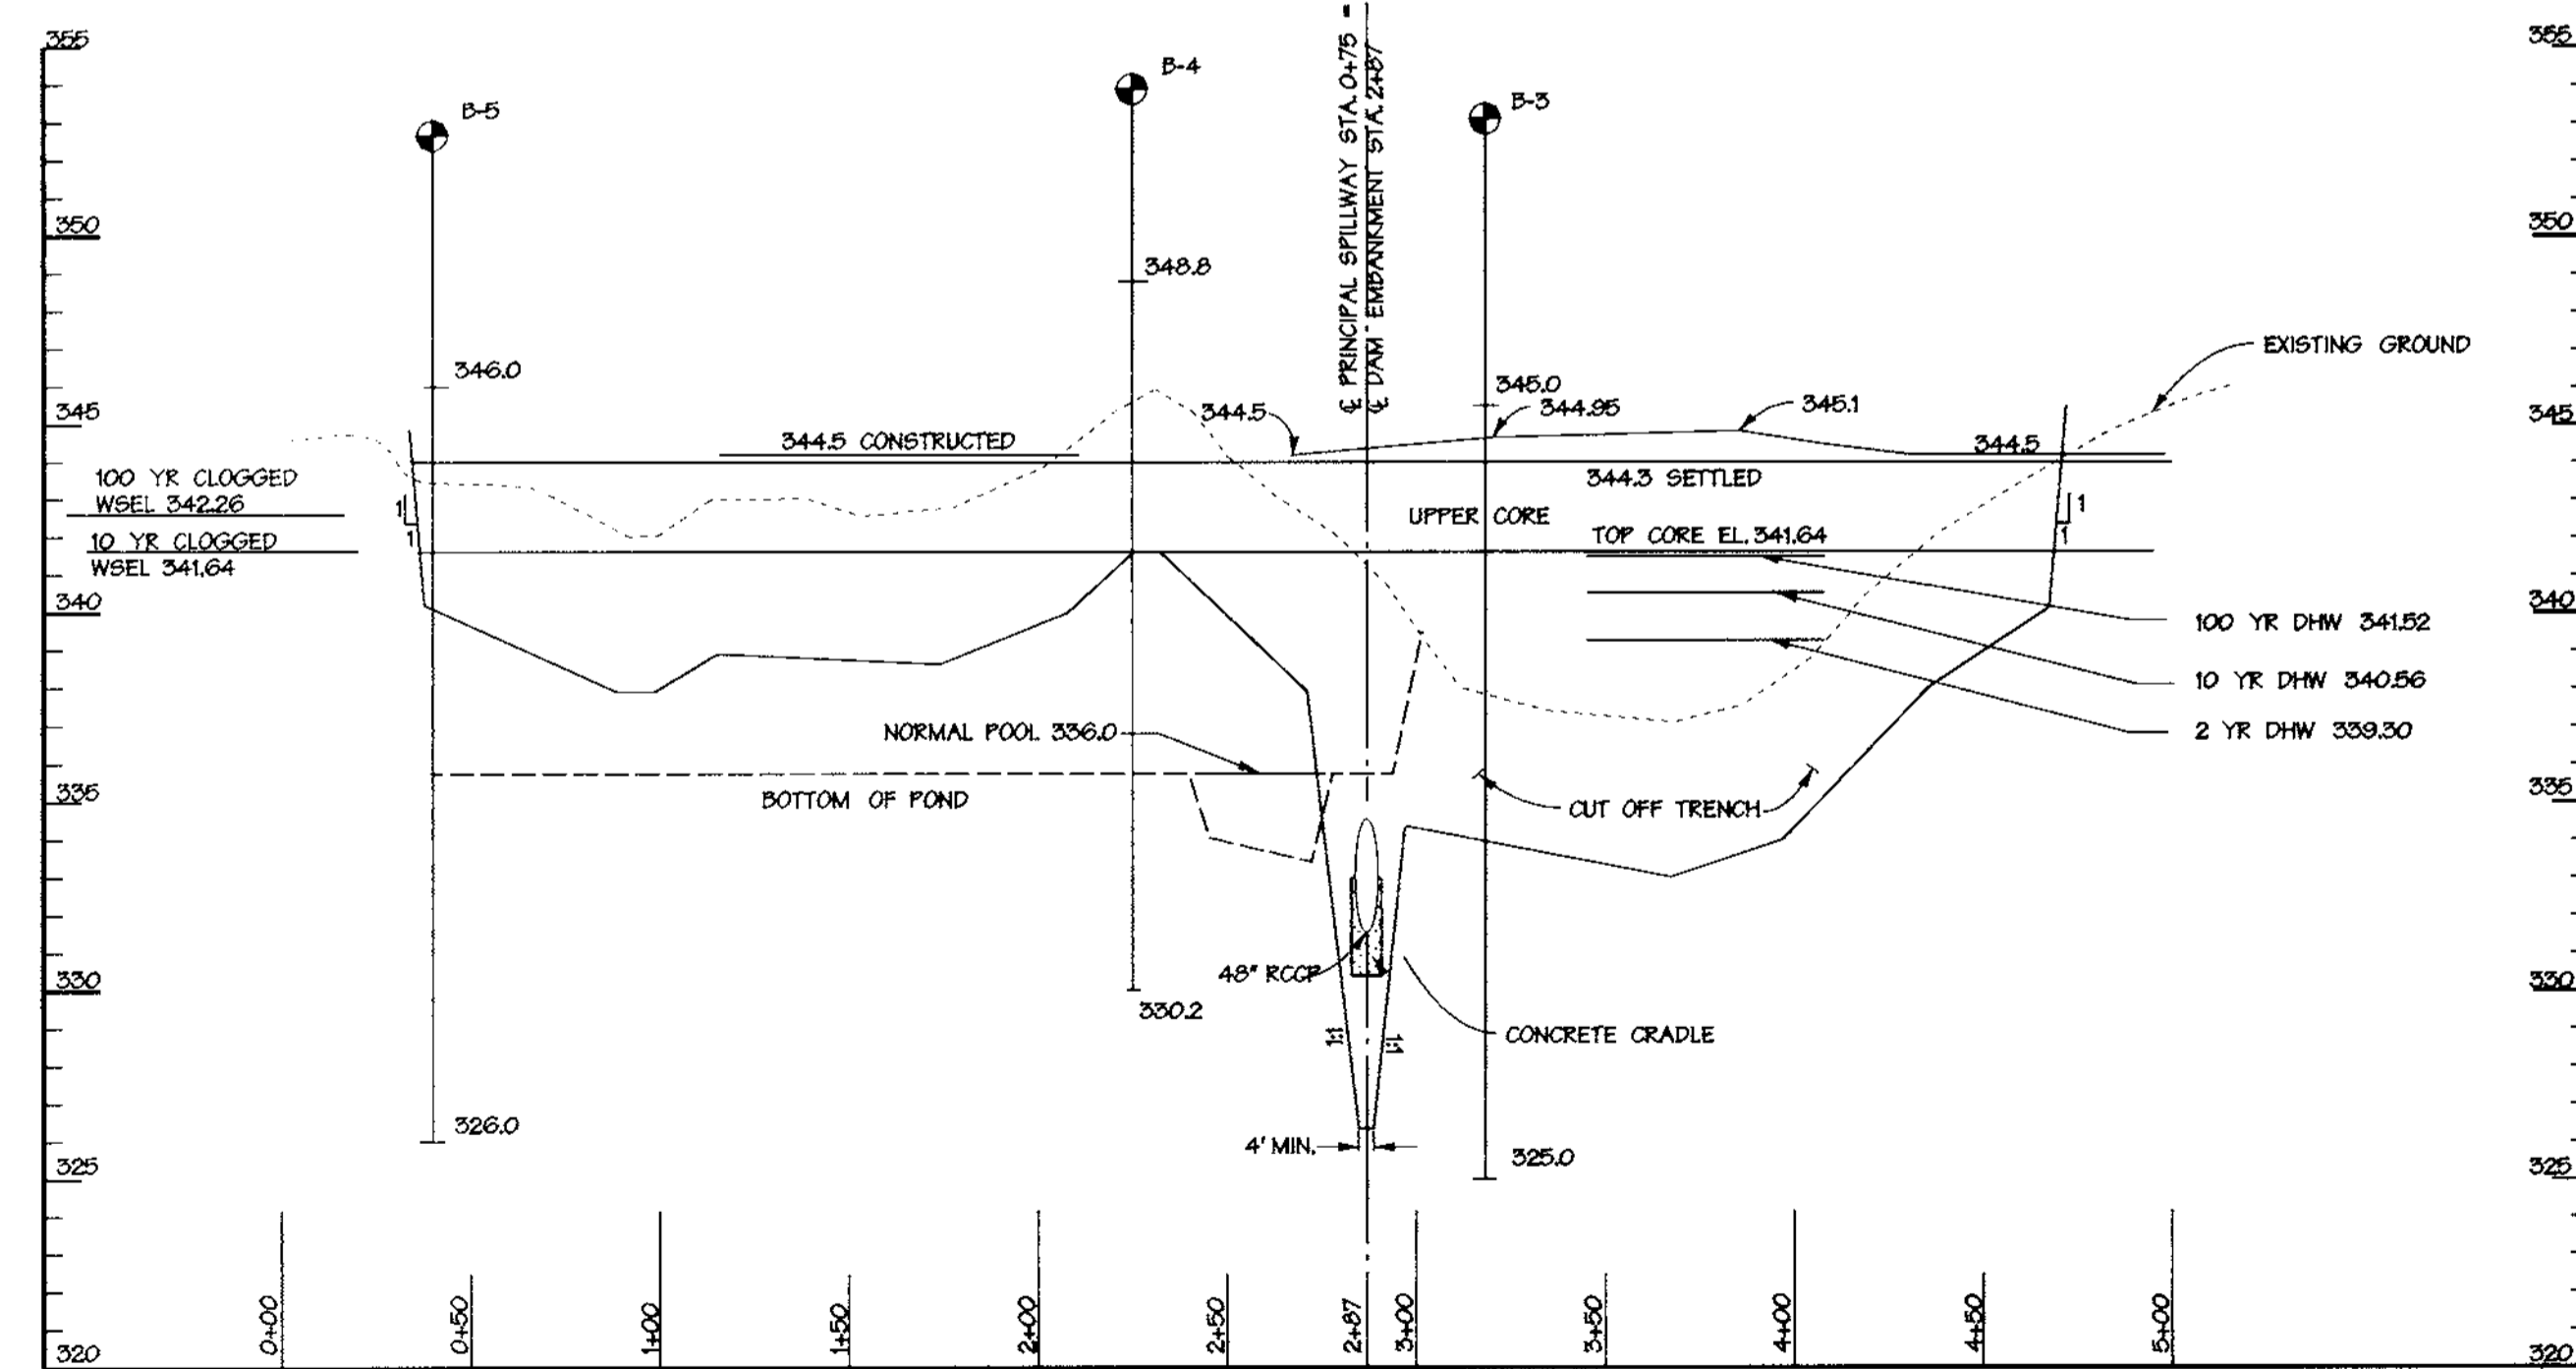 355
355
℄ PRINCIPAL SPILLWAY STA. 0+75 =
℄ DAM EMBANKMENT STA. 2+87
B-4
B-5
B-3
350
350
348.8
EXISTING GROUND
346.0
345.0
345
345
344.5
344.95
345.1
344.5 CONSTRUCTED
344.5
100 YR CLOGGED
WSEL 342.26
344.3 SETTLED
1
1
1
1
UPPER CORE
10 YR CLOGGED
WSEL 341.64
TOP CORE EL. 341.64
340
340
100 YR DHW 341.52
10 YR DHW 340.56
2 YR DHW 339.30
NORMAL POOL 336.0
335
335
BOTTOM OF POND
CUT OFF TRENCH
48" RCCP
330
330
330.2
1:1
1:1
CONCRETE CRADLE
326.0
4' MIN.
325.0
325
325
0+00
0+50
1+00
1+50
2+00
2+50
2+87
3+00
3+50
4+00
4+50
5+00
320
320